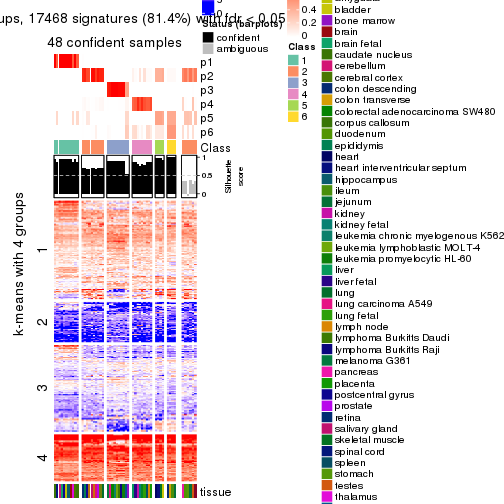 ups, 17468 signatures (81.4%) with fdr < 0.05
48 confident samples
p1
p2
p3
p4
p5
p6
Class
1
0.5
0
Silhouette
score
k-means with 4 groups
1
2
3
4
tissue
0
Status (barplots)
confident
ambiguous
0.4
0.2
0
Class
1
2
3
4
5
6
bladder
bone marrow
brain
brain fetal
caudate nucleus
cerebellum
cerebral cortex
colon descending
colon transverse
colorectal adenocarcinoma SW480
corpus callosum
duodenum
epididymis
heart
heart interventricular septum
hippocampus
ileum
jejunum
kidney
kidney fetal
leukemia chronic myelogenous K562
leukemia lymphoblastic MOLT-4
leukemia promyelocytic HL-60
liver
liver fetal
lung
lung carcinoma A549
lung fetal
lymph node
lymphoma Burkitts Daudi
lymphoma Burkitts Raji
melanoma G361
pancreas
placenta
postcentral gyrus
prostate
retina
salivary gland
skeletal muscle
spinal cord
spleen
stomach
testes
thalamus